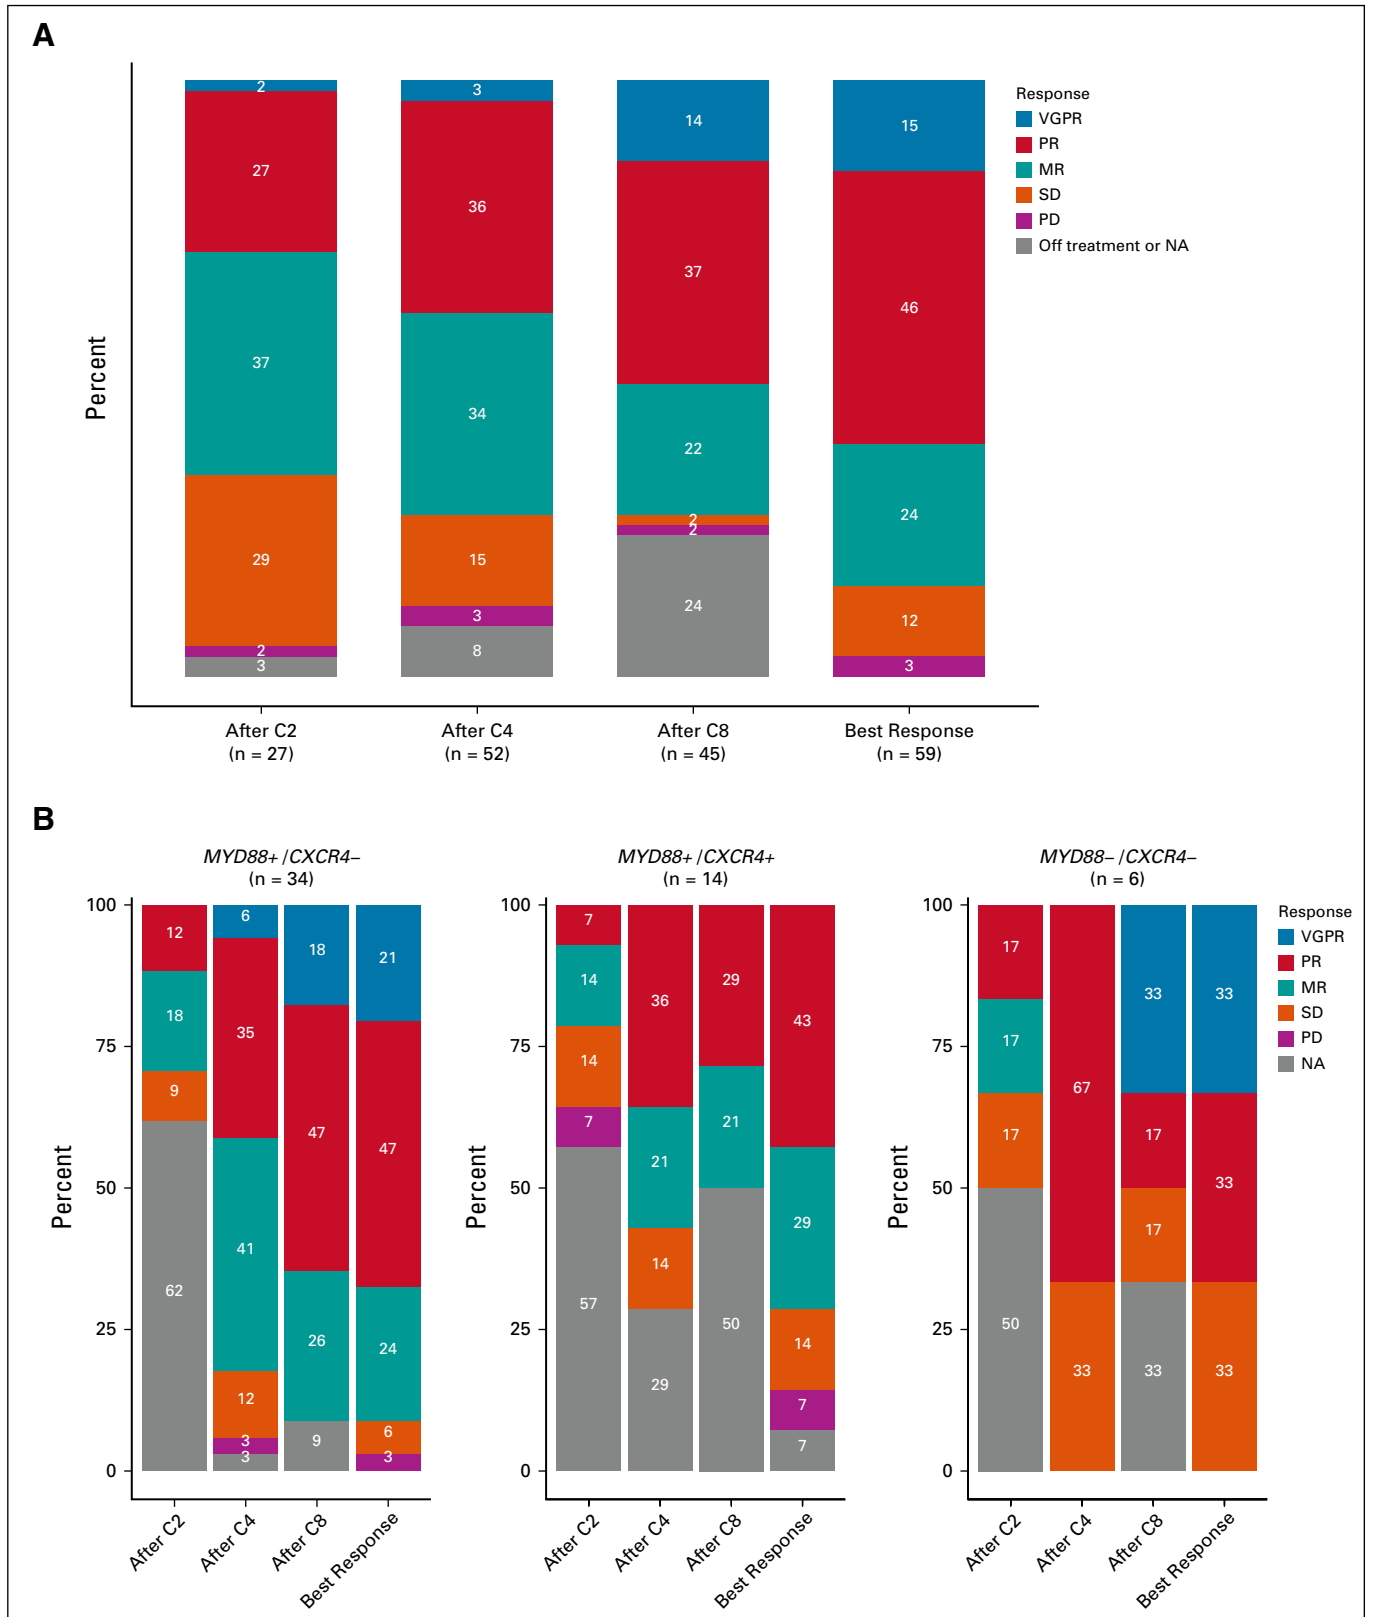 A
Percent
2
27
37
29
2
3
3
36
34
15
3
8
14
37
22
2
2
24
15
46
24
12
3
Response
VGPR
PR
MR
SD
PD
Off treatment or NA
After C2
(n = 27)
After C4
(n = 52)
After C8
(n = 45)
Best Response
(n = 59)
B
MYD88+ /CXCR4–
(n = 34)
Percent
100
75
50
25
0
12
18
9
62
6
35
41
12
3
3
18
47
26
9
21
47
24
6
3
After C2
After C4
After C8
Best Response
MYD88+ /CXCR4+
(n = 14)
Percent
100
75
50
25
0
7
14
14
7
57
36
21
14
29
29
21
50
43
29
14
7
7
After C2
After C4
After C8
Best Response
MYD88– /CXCR4–
(n = 6)
Percent
100
75
50
25
0
17
17
17
50
67
33
33
17
17
33
33
33
33
After C2
After C4
After C8
Best Response
Response
VGPR
PR
MR
SD
PD
NA